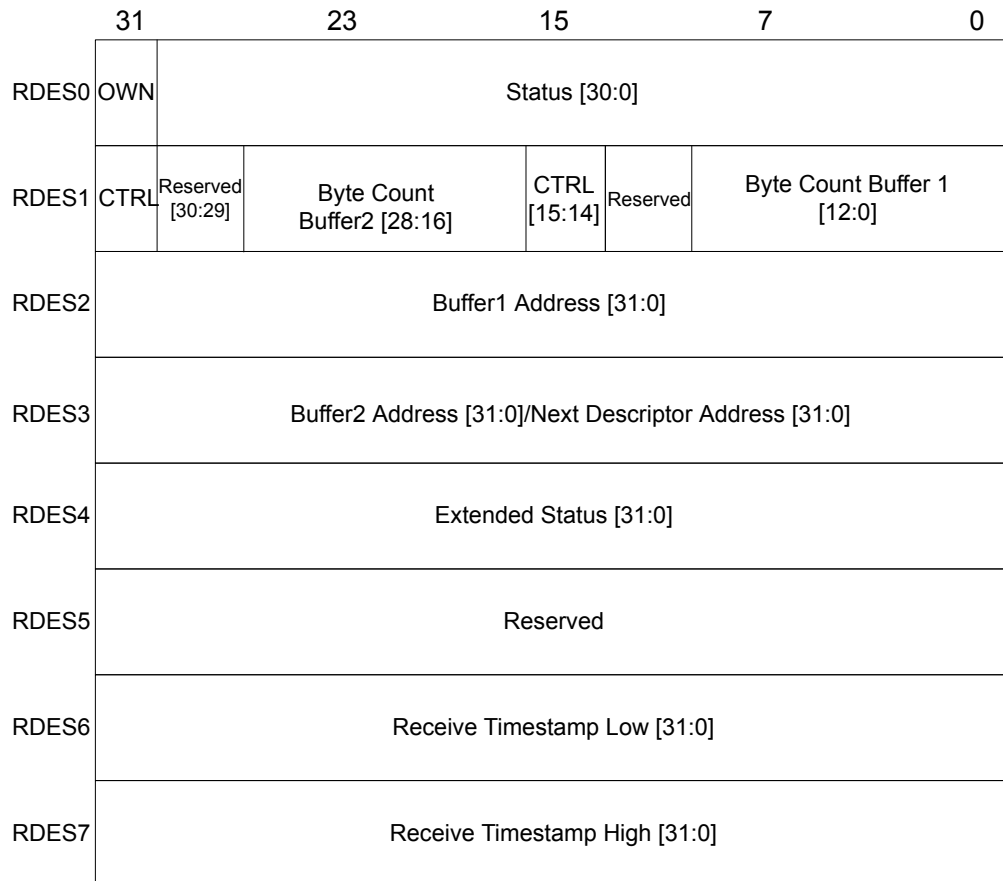 31 23 15 7 0
RDES0 OWN Status [30:0]
RDES1 CTRL Reserved [30:29] Byte Count Buffer2 [28:16] CTRL [15:14] Reserved Byte Count Buffer 1 [12:0]
RDES2 Buffer1 Address [31:0]
RDES3 Buffer2 Address [31:0]/Next Descriptor Address [31:0]
RDES4 Extended Status [31:0]
RDES5 Reserved
RDES6 Receive Timestamp Low [31:0]
RDES7 Receive Timestamp High [31:0]